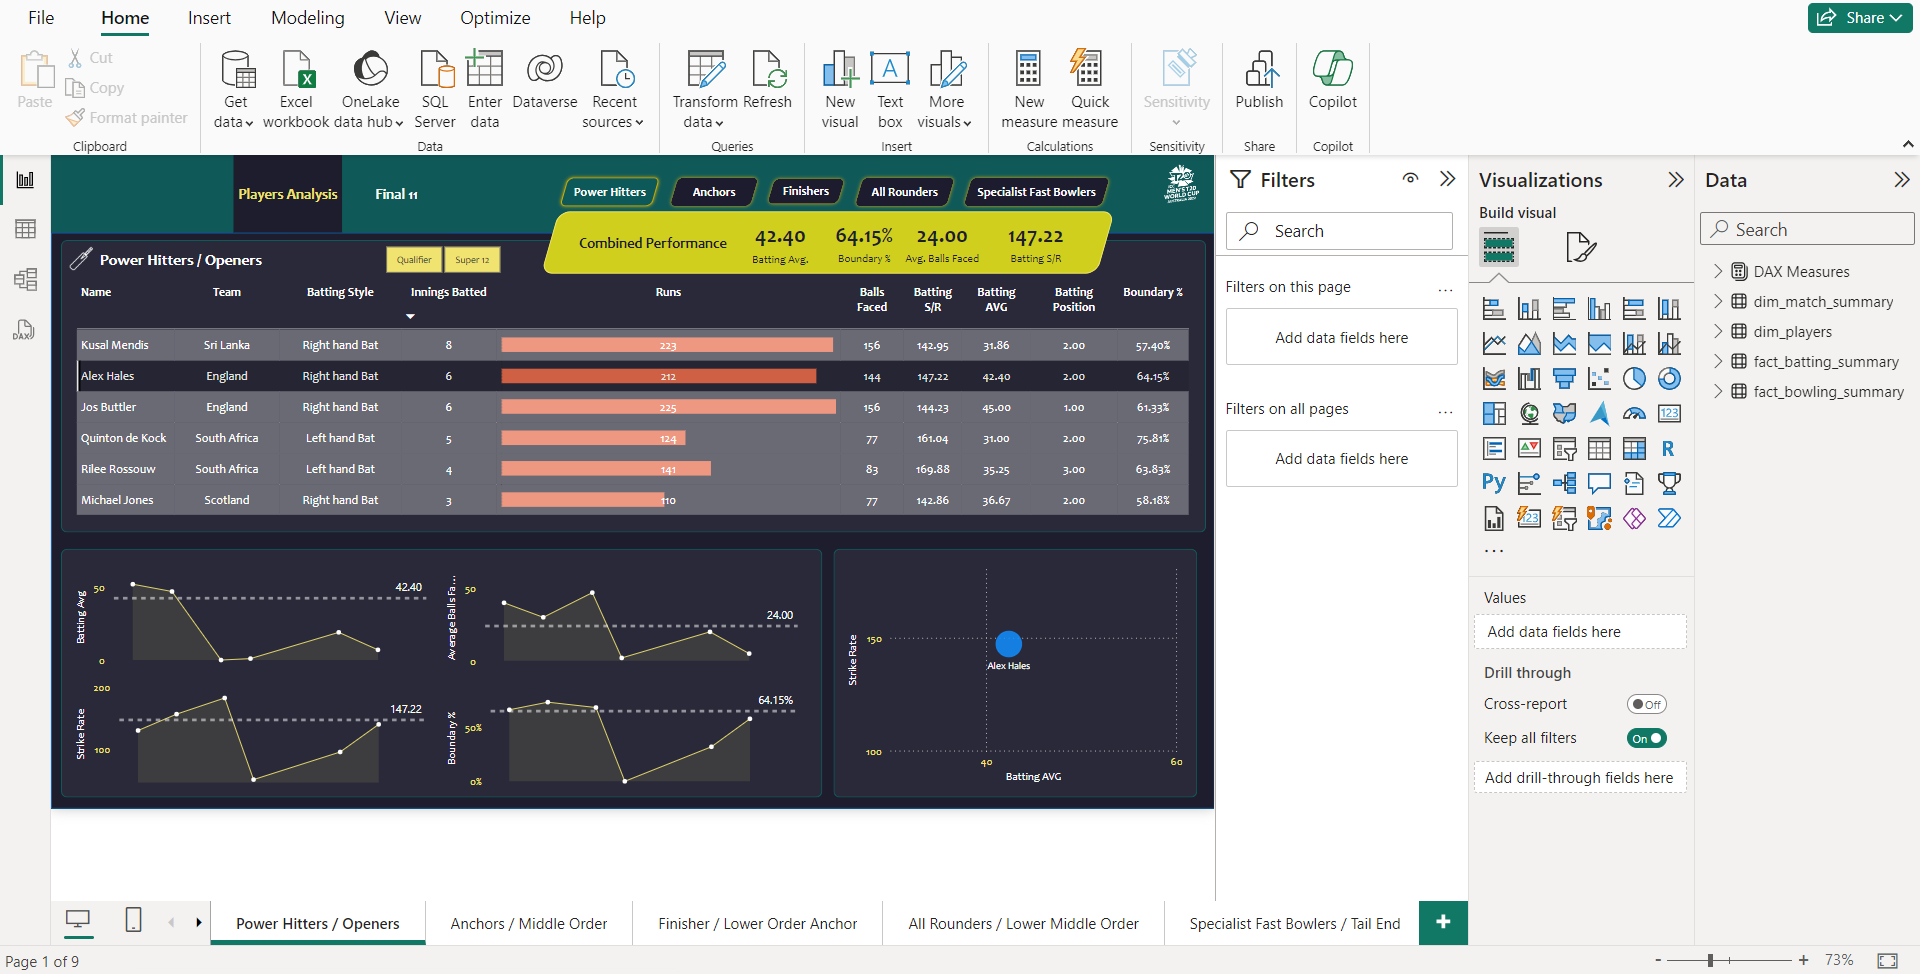 File Home Insert Modeling View Optimize Help
Share
Paste
Cut
Copy
Format painter
Clipboard
Get data
Excel workbook
OneLake data hub
SQL Server
Enter data
Dataverse
Recent sources
Data
Transform data
Refresh
Queries
New visual
Text box
More visuals
Insert
New measure
Quick measure
Calculations
Sensitivity
Sensitivity
Publish
Share
Copilot
Copilot
Players Analysis
Final 11
Power Hitters
Anchors
Finishers
All Rounders
Specialist Fast Bowlers
MEN'S T20
WORLD CUP
Power Hitters / Openers
Qualifier
Super 12
Combined Performance
42.40 64.15% 24.00 147.22
Batting Avg. Boundary % Avg. Balls Faced Batting S/R
Name Team Batting Style Innings Batted Runs Balls Faced Batting S/R Batting AVG Batting Position Boundary %
Kusal Mendis Sri Lanka Right hand Bat 8 223 156 142.95 31.86 2.00 57.40%
Alex Hales England Right hand Bat 6 212 144 147.22 42.40 2.00 64.15%
Jos Buttler England Right hand Bat 6 225 156 144.23 45.00 1.00 61.33%
Quinton de Kock South Africa Left hand Bat 5 124 77 161.04 31.00 2.00 75.81%
Rilee Rossouw South Africa Left hand Bat 4 141 83 169.88 35.25 3.00 63.83%
Michael Jones Scotland Right hand Bat 3 110 77 142.86 36.67 2.00 58.18%
Batting Avg
50
0
42.40
Average Balls Fa...
50
0
24.00
Strike Rate
200
100
147.22
Boundary %
50%
0%
64.15%
Strike Rate
150
100
Alex Hales
40
60
Batting AVG
Filters
Search
Filters on this page ...
Add data fields here
Filters on all pages ...
Add data fields here
Visualizations
Build visual
123
R
Py
123
...
Values
Add data fields here
Drill through
Cross-report Off
Keep all filters On
Add drill-through fields here
Data
Search
DAX Measures
dim_match_summary
dim_players
fact_batting_summary
fact_bowling_summary
DAX
Power Hitters / Openers
Anchors / Middle Order
Finisher / Lower Order Anchor
All Rounders / Lower Middle Order
Specialist Fast Bowlers / Tail End
+
Page 1 of 9
- + 73%